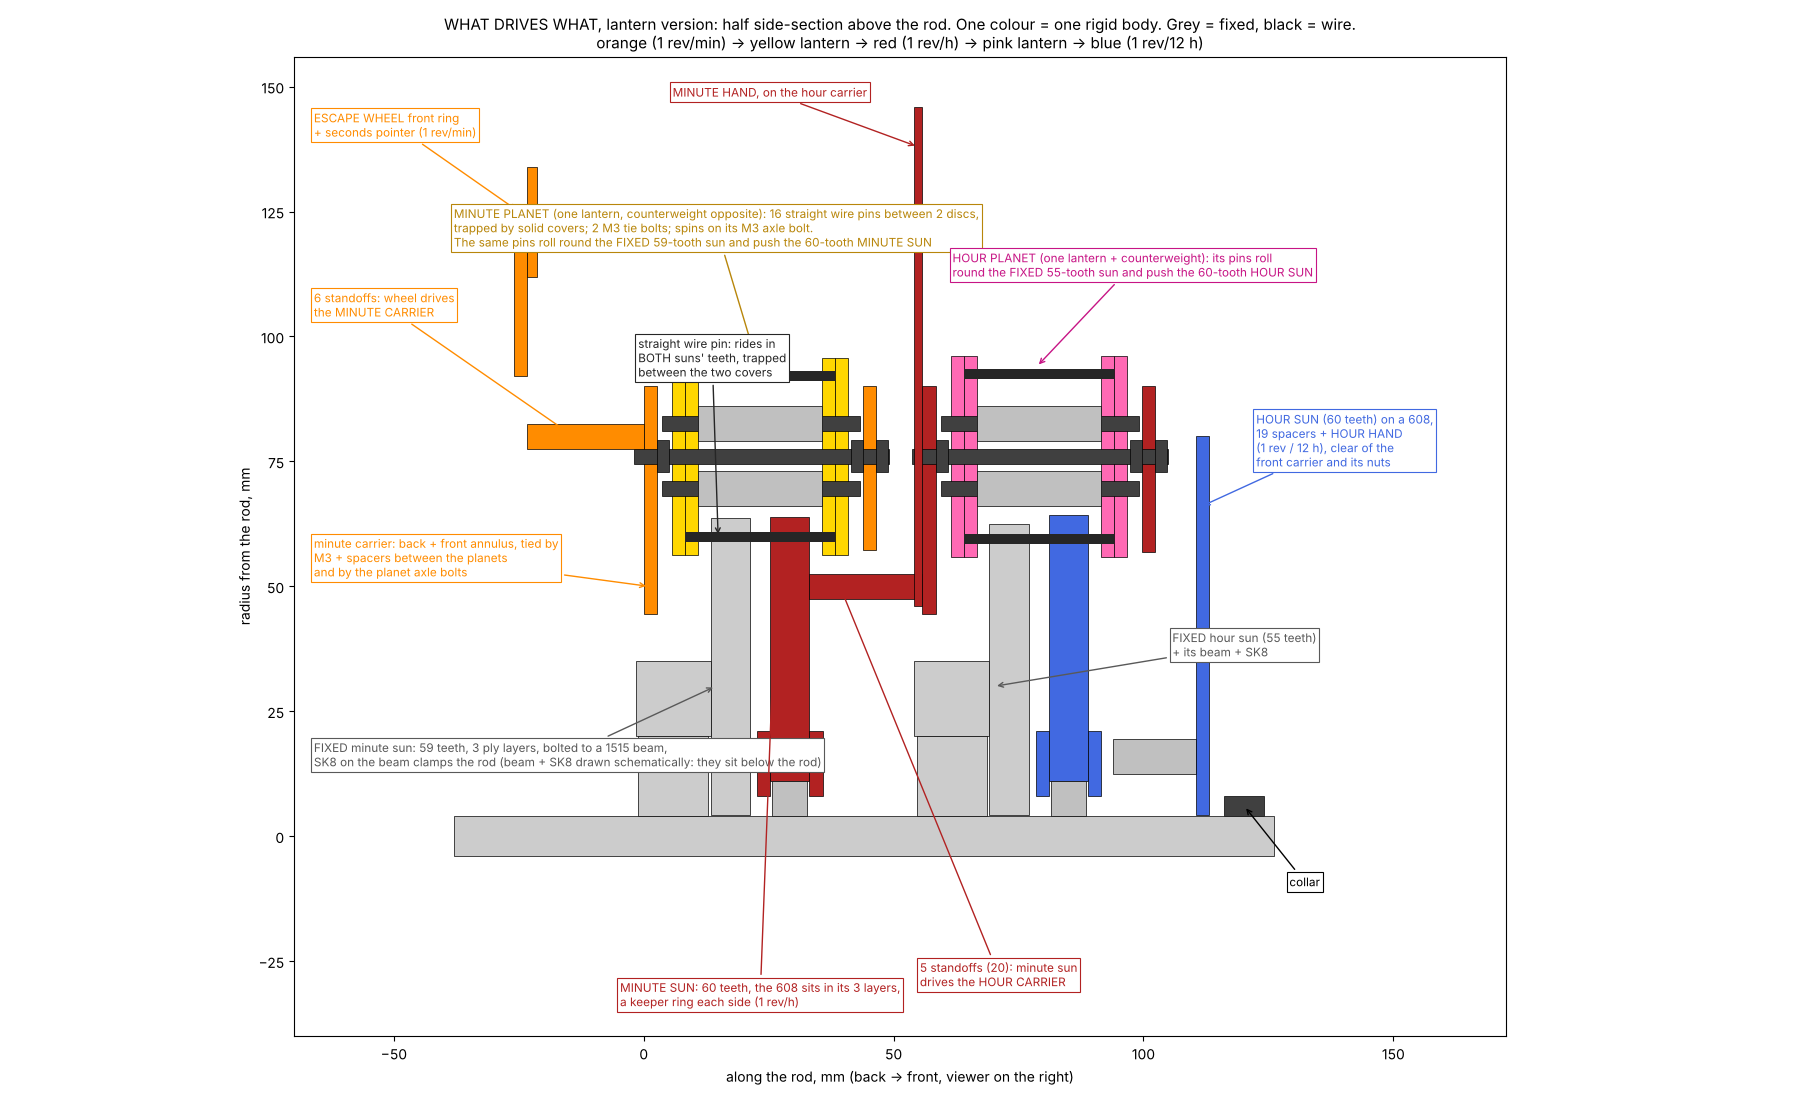 WHAT DRIVES WHAT, lantern version: half side-section above the rod. One colour = one rigid body. Grey = fixed, black = wire.
orange (1 rev/min) → yellow lantern → red (1 rev/h) → pink lantern → blue (1 rev/12 h)
150
125
100
75
50
25
0
−25
radius from the rod, mm
MINUTE HAND, on the hour carrier
ESCAPE WHEEL front ring
+ seconds pointer (1 rev/min)
MINUTE PLANET (one lantern, counterweight opposite): 16 straight wire pins between 2 discs,
trapped by solid covers; 2 M3 tie bolts; spins on its M3 axle bolt.
The same pins roll round the FIXED 59-tooth sun and push the 60-tooth MINUTE SUN
HOUR PLANET (one lantern + counterweight): its pins roll
round the FIXED 55-tooth sun and push the 60-tooth HOUR SUN
6 standoffs: wheel drives
the MINUTE CARRIER
straight wire pin: rides in
BOTH suns' teeth, trapped
between the two covers
HOUR SUN (60 teeth) on a 608,
19 spacers + HOUR HAND
(1 rev / 12 h), clear of the
front carrier and its nuts
minute carrier: back + front annulus, tied by
M3 + spacers between the planets
and by the planet axle bolts
FIXED hour sun (55 teeth)
+ its beam + SK8
FIXED minute sun: 59 teeth, 3 ply layers, bolted to a 1515 beam,
SK8 on the beam clamps the rod (beam + SK8 drawn schematically: they sit below the rod)
collar
5 standoffs (20): minute sun
drives the HOUR CARRIER
MINUTE SUN: 60 teeth, the 608 sits in its 3 layers,
a keeper ring each side (1 rev/h)
−50
0
50
100
150
along the rod, mm (back → front, viewer on the right)